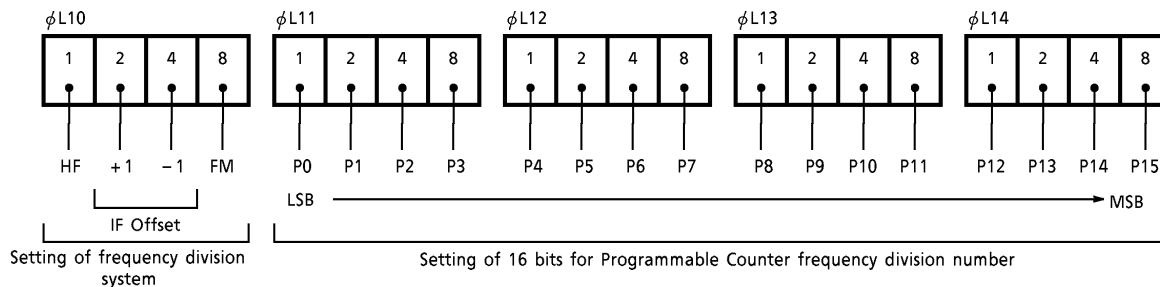 ϕL10 ϕL11 ϕL12 ϕL13 ϕL14
1 2 4 8 1 2 4 8 1 2 4 8 1 2 4 8 1 2 4 8
HF +1 −1 FM P0 P1 P2 P3 P4 P5 P6 P7 P8 P9 P10 P11 P12 P13 P14 P15
LSB MSB
IF Offset
Setting of frequency division
system
Setting of 16 bits for Programmable Counter frequency division number